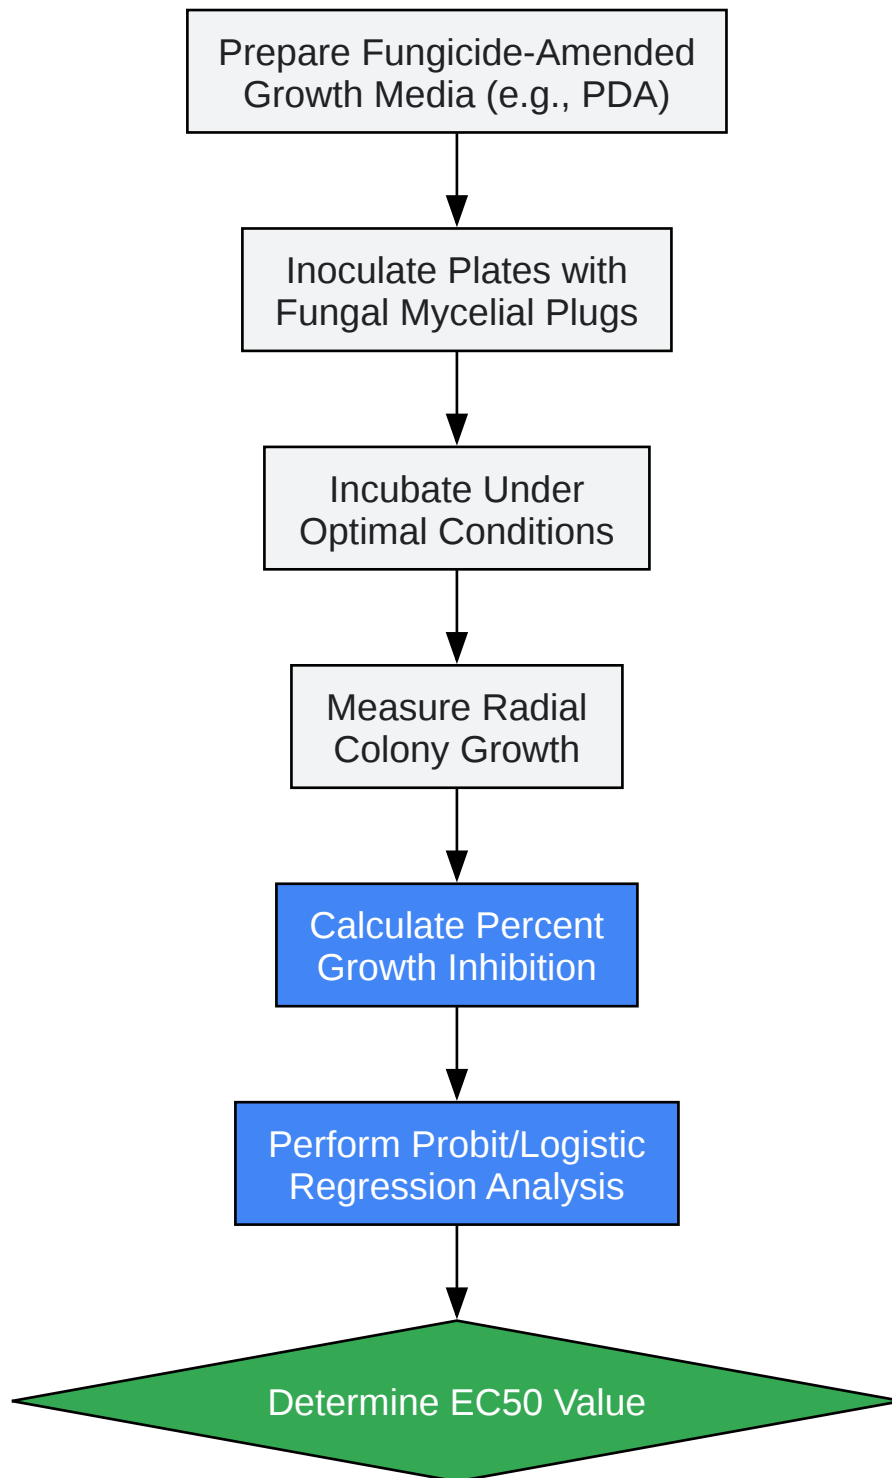 Prepare Fungicide-Amended
Growth Media (e.g., PDA)
Inoculate Plates with
Fungal Mycelial Plugs
Incubate Under
Optimal Conditions
Measure Radial
Colony Growth
Calculate Percent
Growth Inhibition
Perform Probit/Logistic
Regression Analysis
Determine EC50 Value